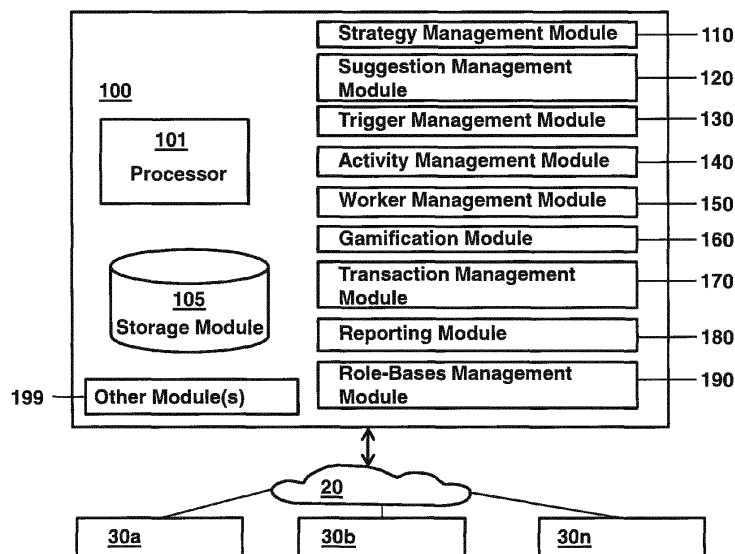 Strategy Management Module 110
Suggestion Management
Module 120
100
Trigger Management Module 130
101
Processor
Activity Management Module 140
Worker Management Module 150
Gamification Module 160
Transaction Management
Module 170
105
Storage Module
Reporting Module 180
Role-Bases Management
Module 190
199 Other Module(s)
20
30a 30b 30n